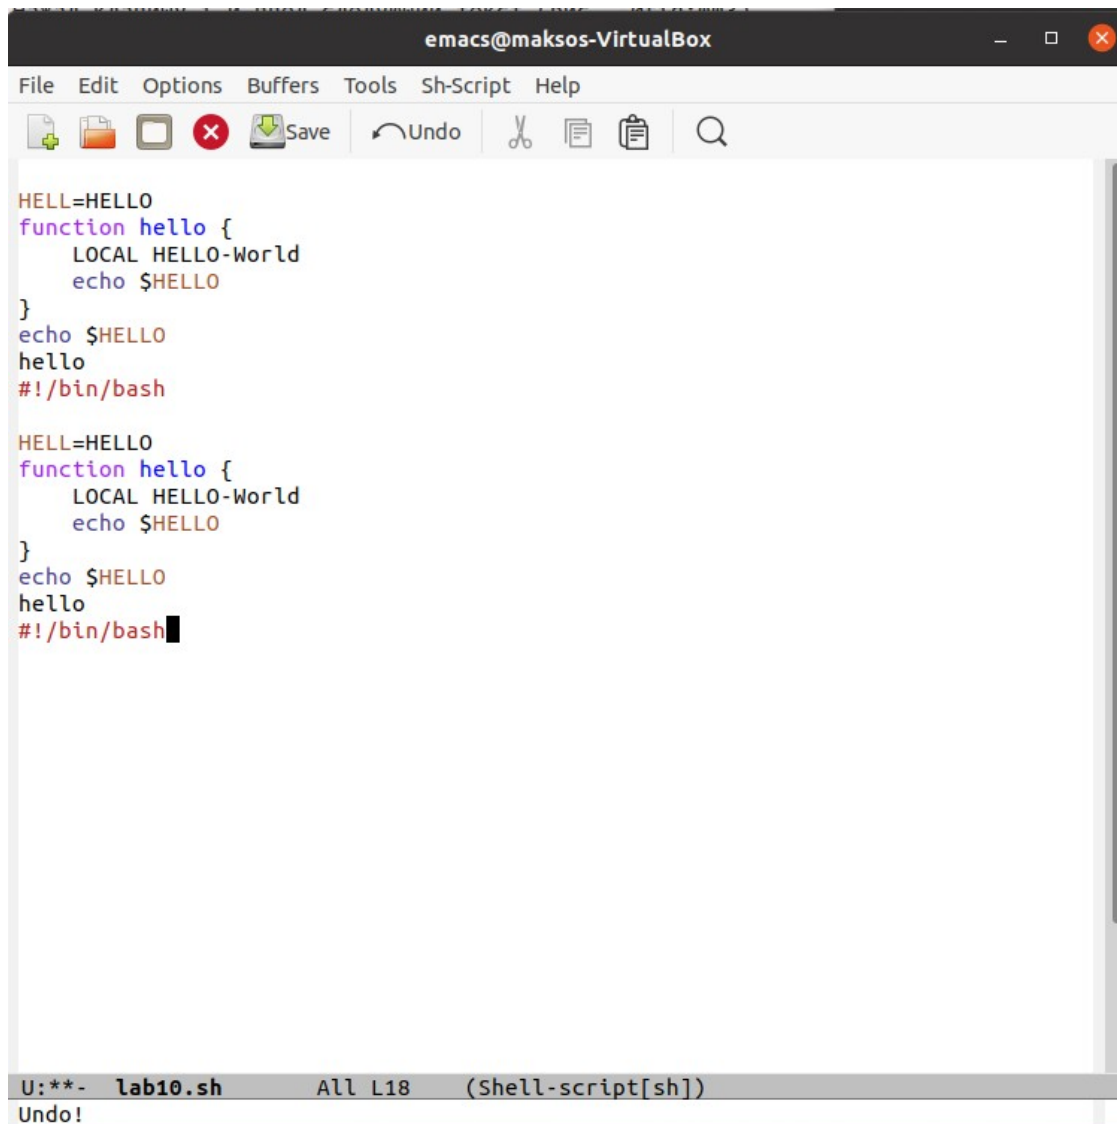 emacs@maksos-VirtualBox
File Edit Options Buffers Tools Sh-Script Help
Save Undo
HELL=HELLO
function hello {
    LOCAL HELLO-World
    echo $HELLO
}
echo $HELLO
hello
#!/bin/bash
HELL=HELLO
function hello {
    LOCAL HELLO-World
    echo $HELLO
}
echo $HELLO
hello
#!/bin/bash
U:**- lab10.sh All L18 (Shell-script[sh])
Undo!